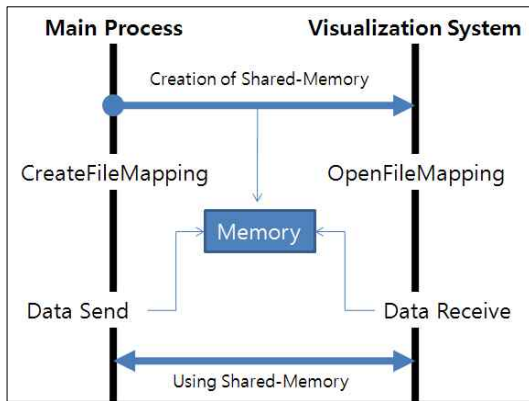 Main Process
Visualization System
Creation of Shared-Memory
CreateFileMapping
OpenFileMapping
Memory
Data Send
Data Receive
Using Shared-Memory